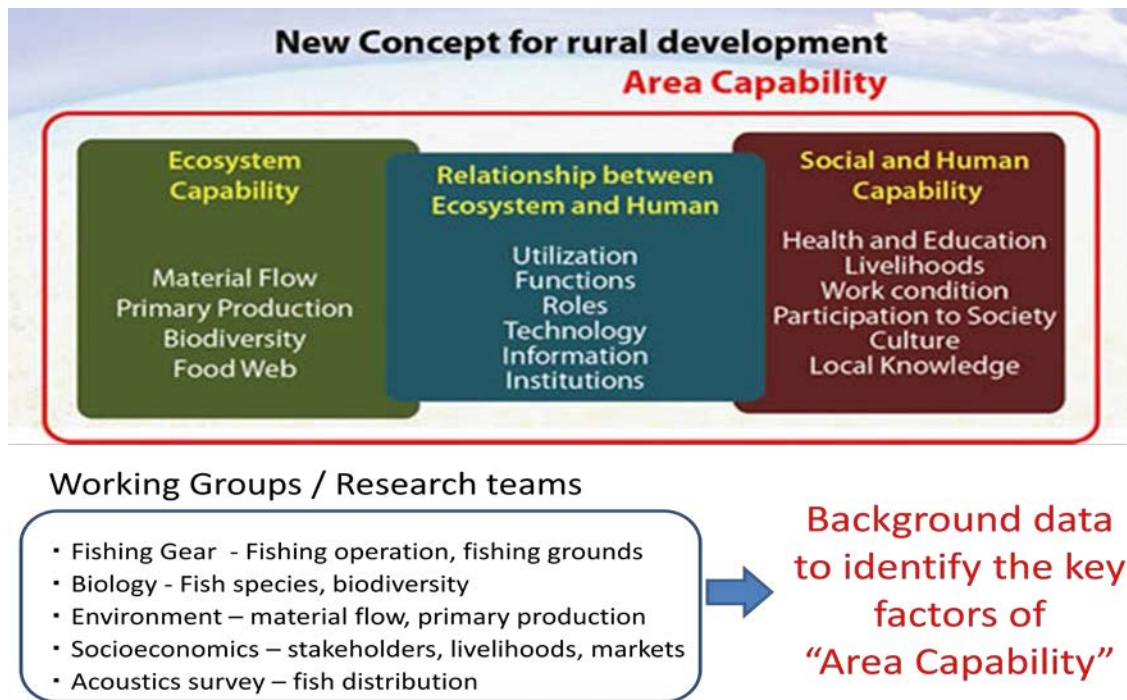 New Concept for rural development
Area Capability
Ecosystem
Capability
Material Flow
Primary Production
Biodiversity
Food Web
Relationship between
Ecosystem and Human
Utilization
Functions
Roles
Technology
Information
Institutions
Social and Human
Capability
Health and Education
Livelihoods
Work condition
Participation to Society
Culture
Local Knowledge
Working Groups / Research teams
・ Fishing Gear - Fishing operation, fishing grounds
・ Biology - Fish species, biodiversity
・ Environment – material flow, primary production
・ Socioeconomics – stakeholders, livelihoods, markets
・ Acoustics survey – fish distribution
Background data
to identify the key
factors of
“Area Capability”